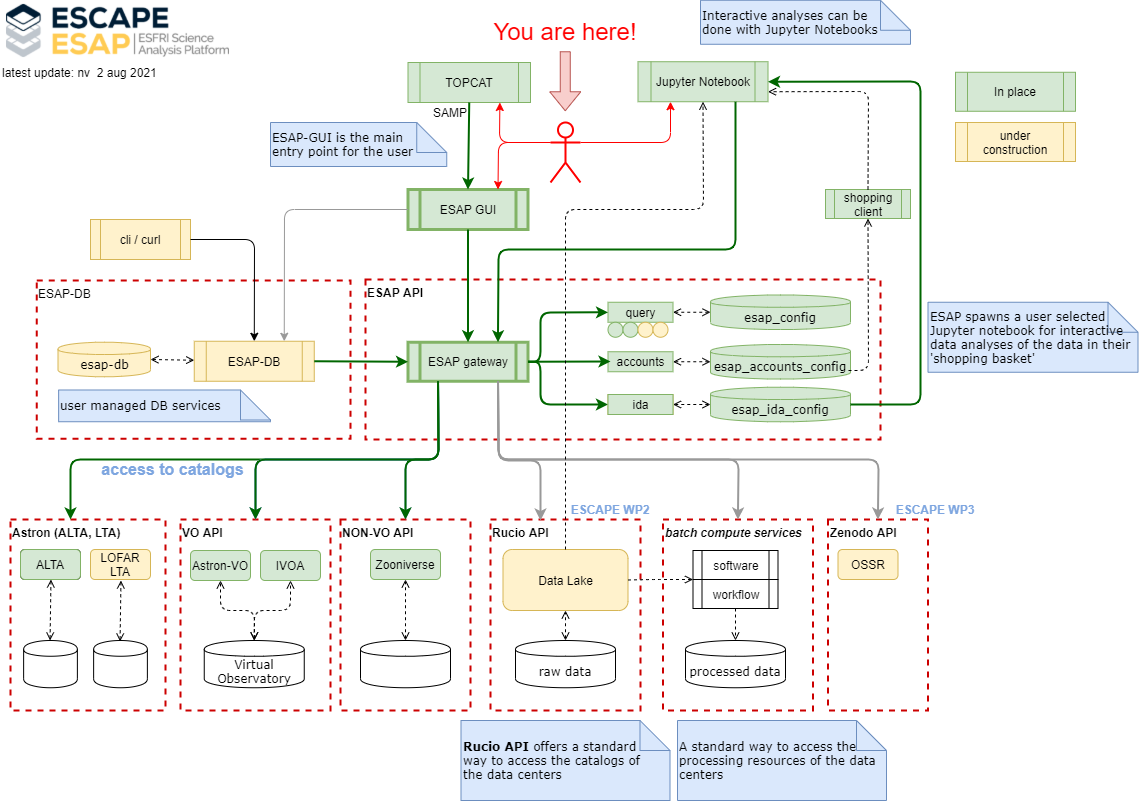 ESCAPE
ESAP
ESFRI Science
Analysis Platform
latest update: nv  2 aug 2021
You are here!
Interactive analyses can be
done with Jupyter Notebooks
TOPCAT
SAMP
Jupyter Notebook
In place
under
construction
ESAP-GUI is the main
entry point for the user
ESAP GUI
shopping
client
cli / curl
ESAP-DB
ESAP API
query
esap_config
ESAP spawns a user selected
Jupyter notebook for interactive
data analyses of the data in their
'shopping basket'
esap-db
ESAP-DB
ESAP gateway
accounts
esap_accounts_config
user managed DB services
ida
esap_ida_config
access to catalogs
ESCAPE WP2
ESCAPE WP3
Astron (ALTA, LTA)
VO API
NON-VO API
Rucio API
batch compute services
Zenodo API
ALTA
LOFAR
LTA
Astron-VO
IVOA
Zooniverse
Data Lake
software
workflow
OSSR
Virtual
Observatory
raw data
processed data
Rucio API offers a standard
way to access the catalogs of
the data centers
A standard way to access the
processing resources of the data
centers